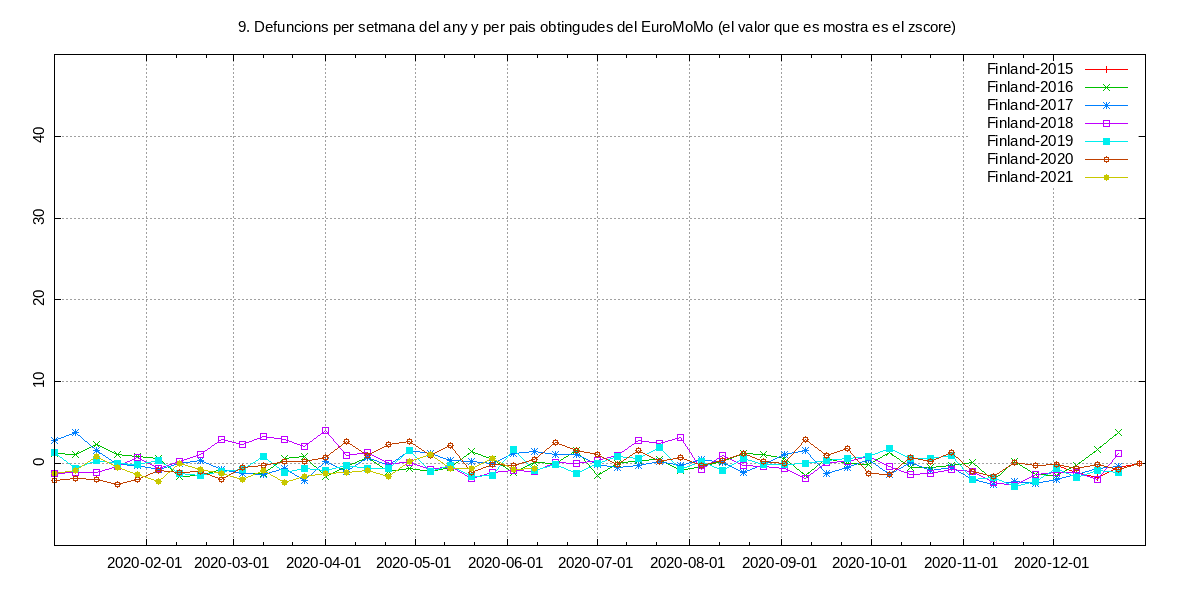 9. Defuncions per setmana del any y per pais obtingudes del EuroMoMo (el valor que es mostra es el zscore)
Finland-2015
Finland-2016
Finland-2017
Finland-2018
Finland-2019
Finland-2020
Finland-2021
40
30
20
10
0
2020-02-01 2020-03-01 2020-04-01 2020-05-01 2020-06-01 2020-07-01 2020-08-01 2020-09-01 2020-10-01 2020-11-01 2020-12-01